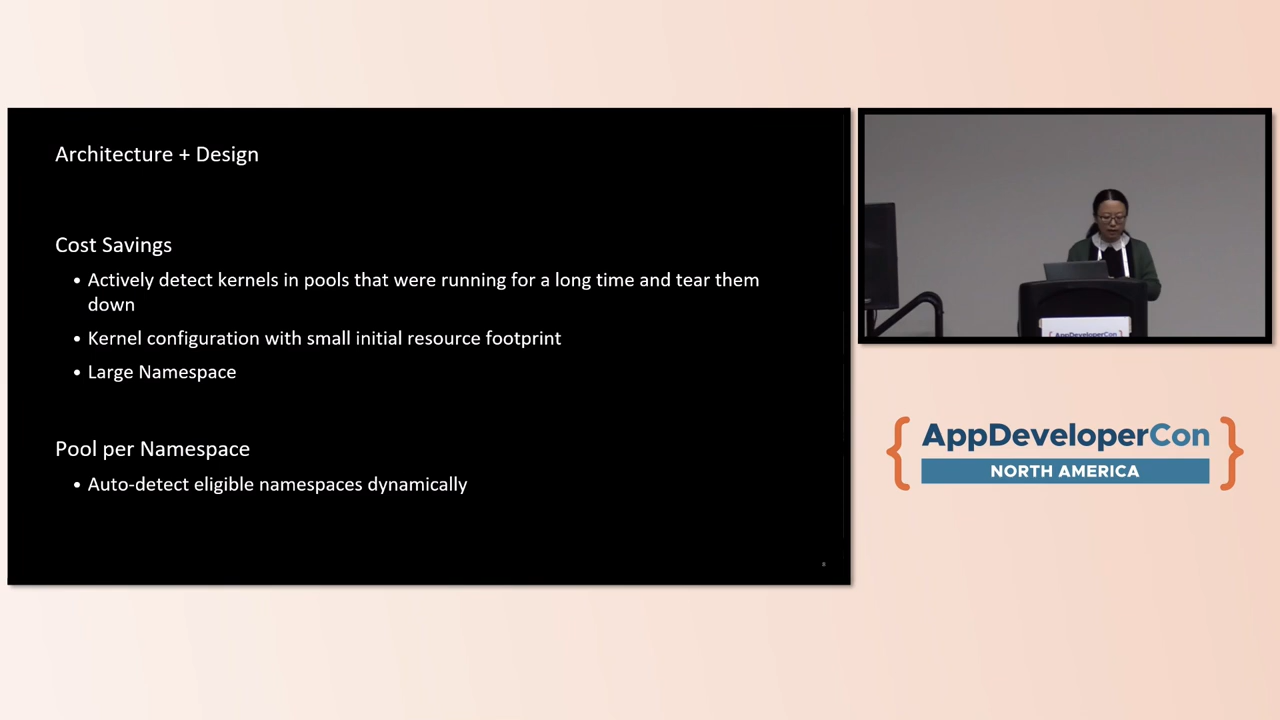 Architecture + Design
Cost Savings
• Actively detect kernels in pools that were running for a long time and tear them
down
• Kernel configuration with small initial resource footprint
• Large Namespace
Pool per Namespace
• Auto-detect eligible namespaces dynamically
AppDeveloperCon
{ AppDeveloperCon }
NORTH AMERICA